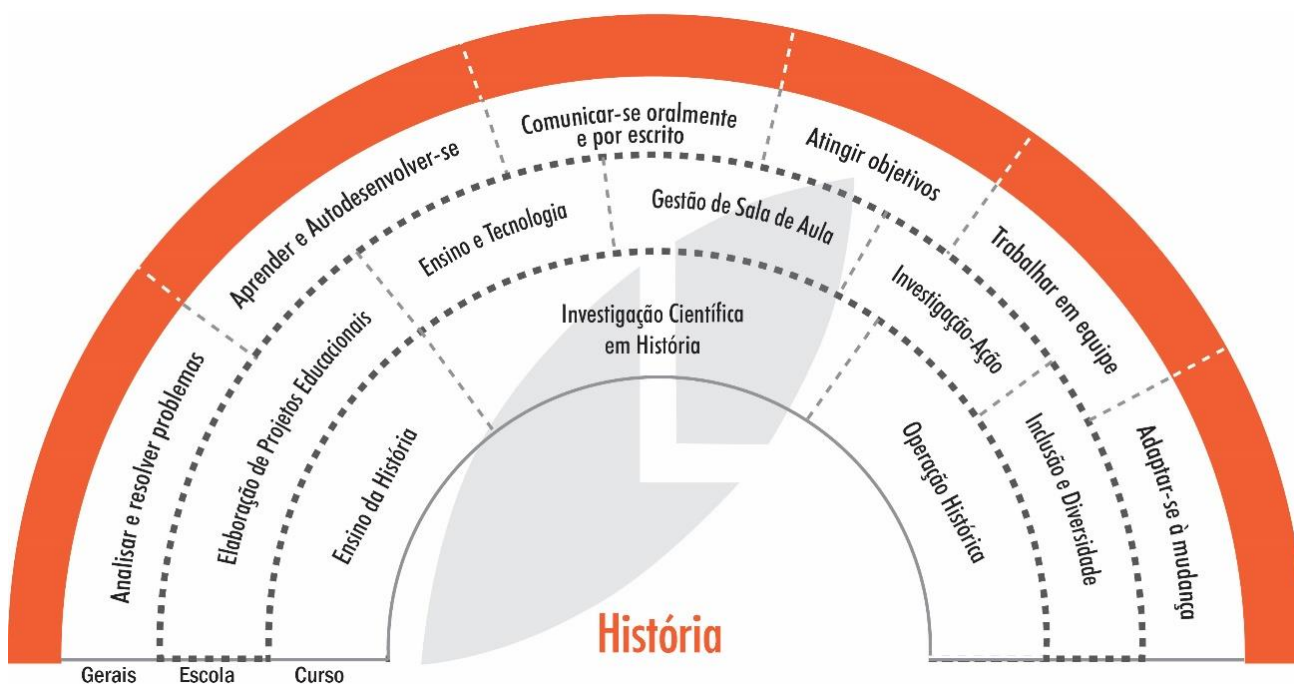 Analisar e resolver problemas
Aprender e Autodesenvolver-se
Comunicar-se oralmente
e por escrito
Atingir objetivos
Trabalhar em equipe
Adaptar-se à mudança
Elaboração de Projetos Educacionais
Ensino e Tecnologia
Gestão de Sala de Aula
Investigação-Ação
Inclusão e Diversidade
Ensino da História
Investigação Científica
em História
Operação Histórica
História
Gerais
Escola
Curso